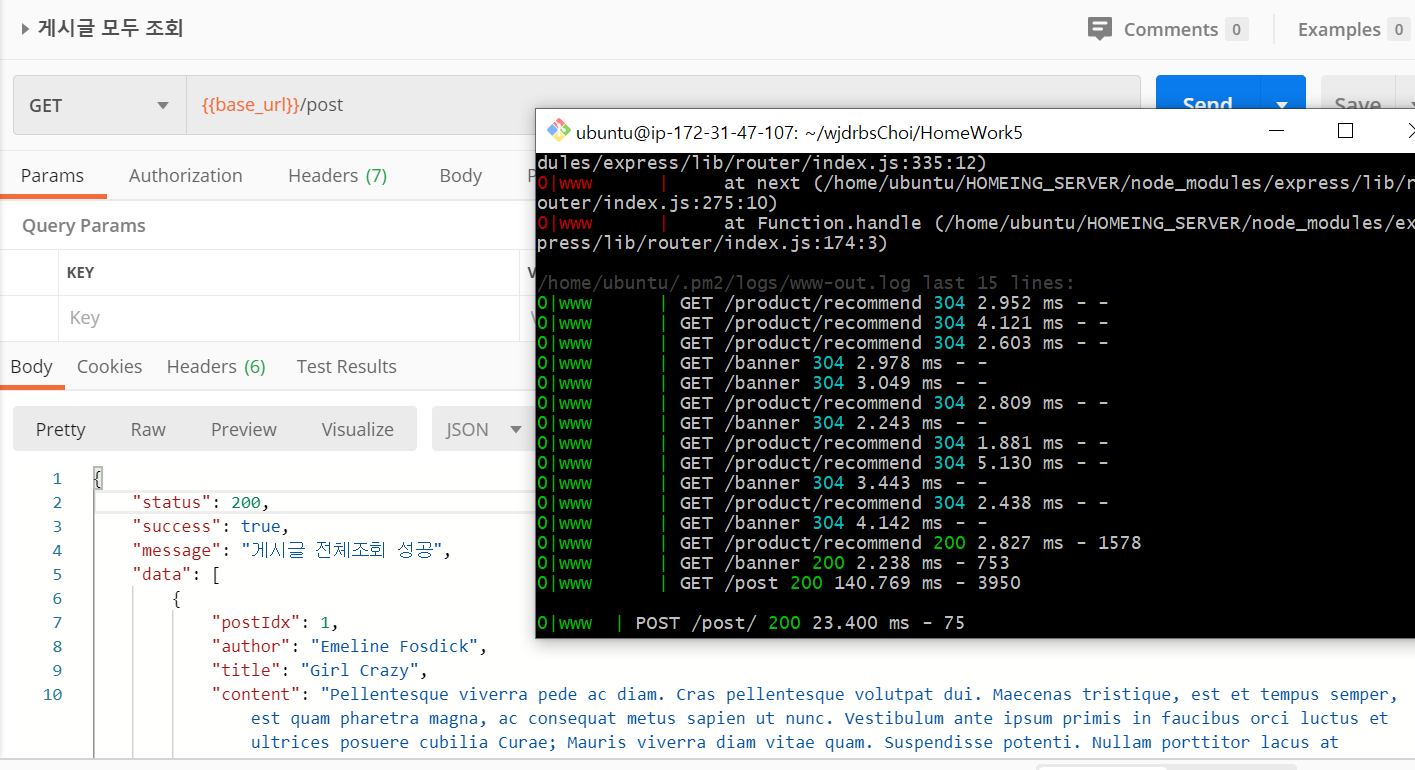 게시글 모두 조회
Comments 0
Examples 0
GET
{{base_url}}/post
Send
Save
Params
Authorization
Headers (7)
Body
Query Params
KEY
Key
Body
Cookies
Headers (6)
Test Results
Pretty
Raw
Preview
Visualize
JSON
1 {
2 "status": 200,
3 "success": true,
4 "message": "게시글 전체조회 성공",
5 "data": [
6 {
7 "postIdx": 1,
8 "author": "Emeline Fosdick",
9 "title": "Girl Crazy",
10 "content": "Pellentesque viverra pede ac diam. Cras pellentesque volutpat dui. Maecenas tristique, est et tempus semper,
est quam pharetra magna, ac consequat metus sapien ut nunc. Vestibulum ante ipsum primis in faucibus orci luctus et
ultrices posuere cubilia Curae; Mauris viverra diam vitae quam. Suspendisse potenti. Nullam porttitor lacus at
ubuntu@ip-172-31-47-107: ~/wjdrbsChoi/HomeWork5
dules/express/lib/router/index.js:335:12)
0|www | at next (/home/ubuntu/HOMEING_SERVER/node_modules/express/lib/r
outer/index.js:275:10)
0|www | at Function.handle (/home/ubuntu/HOMEING_SERVER/node_modules/ex
press/lib/router/index.js:174:3)
/home/ubuntu/.pm2/logs/www-out.log last 15 lines:
0|www | GET /product/recommend 304 2.952 ms - -
0|www | GET /product/recommend 304 4.121 ms - -
0|www | GET /product/recommend 304 2.603 ms - -
0|www | GET /banner 304 2.978 ms - -
0|www | GET /banner 304 3.049 ms - -
0|www | GET /product/recommend 304 2.809 ms - -
0|www | GET /banner 304 2.243 ms - -
0|www | GET /product/recommend 304 1.881 ms - -
0|www | GET /product/recommend 304 5.130 ms - -
0|www | GET /banner 304 3.443 ms - -
0|www | GET /product/recommend 304 2.438 ms - -
0|www | GET /banner 304 4.142 ms - -
0|www | GET /product/recommend 200 2.827 ms - 1578
0|www | GET /banner 200 2.238 ms - 753
0|www | GET /post 200 140.769 ms - 3950
0|www | POST /post/ 200 23.400 ms - 75